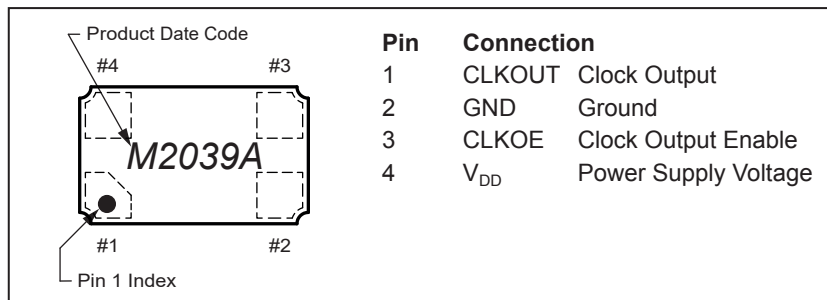 Product Date Code
#4 #3
M2039A
#1 #2
Pin 1 Index
Pin Connection
1 CLKOUT Clock Output
2 GND Ground
3 CLKOE Clock Output Enable
4 VDD Power Supply Voltage